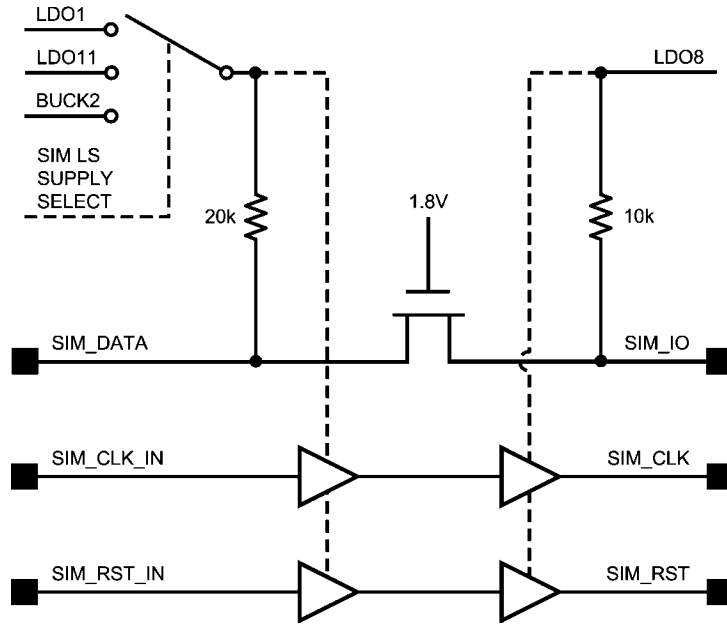 LDO1
LDO11
BUCK2
SIM LS
SUPPLY
SELECT
LDO8
20k
1.8V
10k
SIM_DATA
SIM_IO
SIM_CLK_IN
SIM_CLK
SIM_RST_IN
SIM_RST